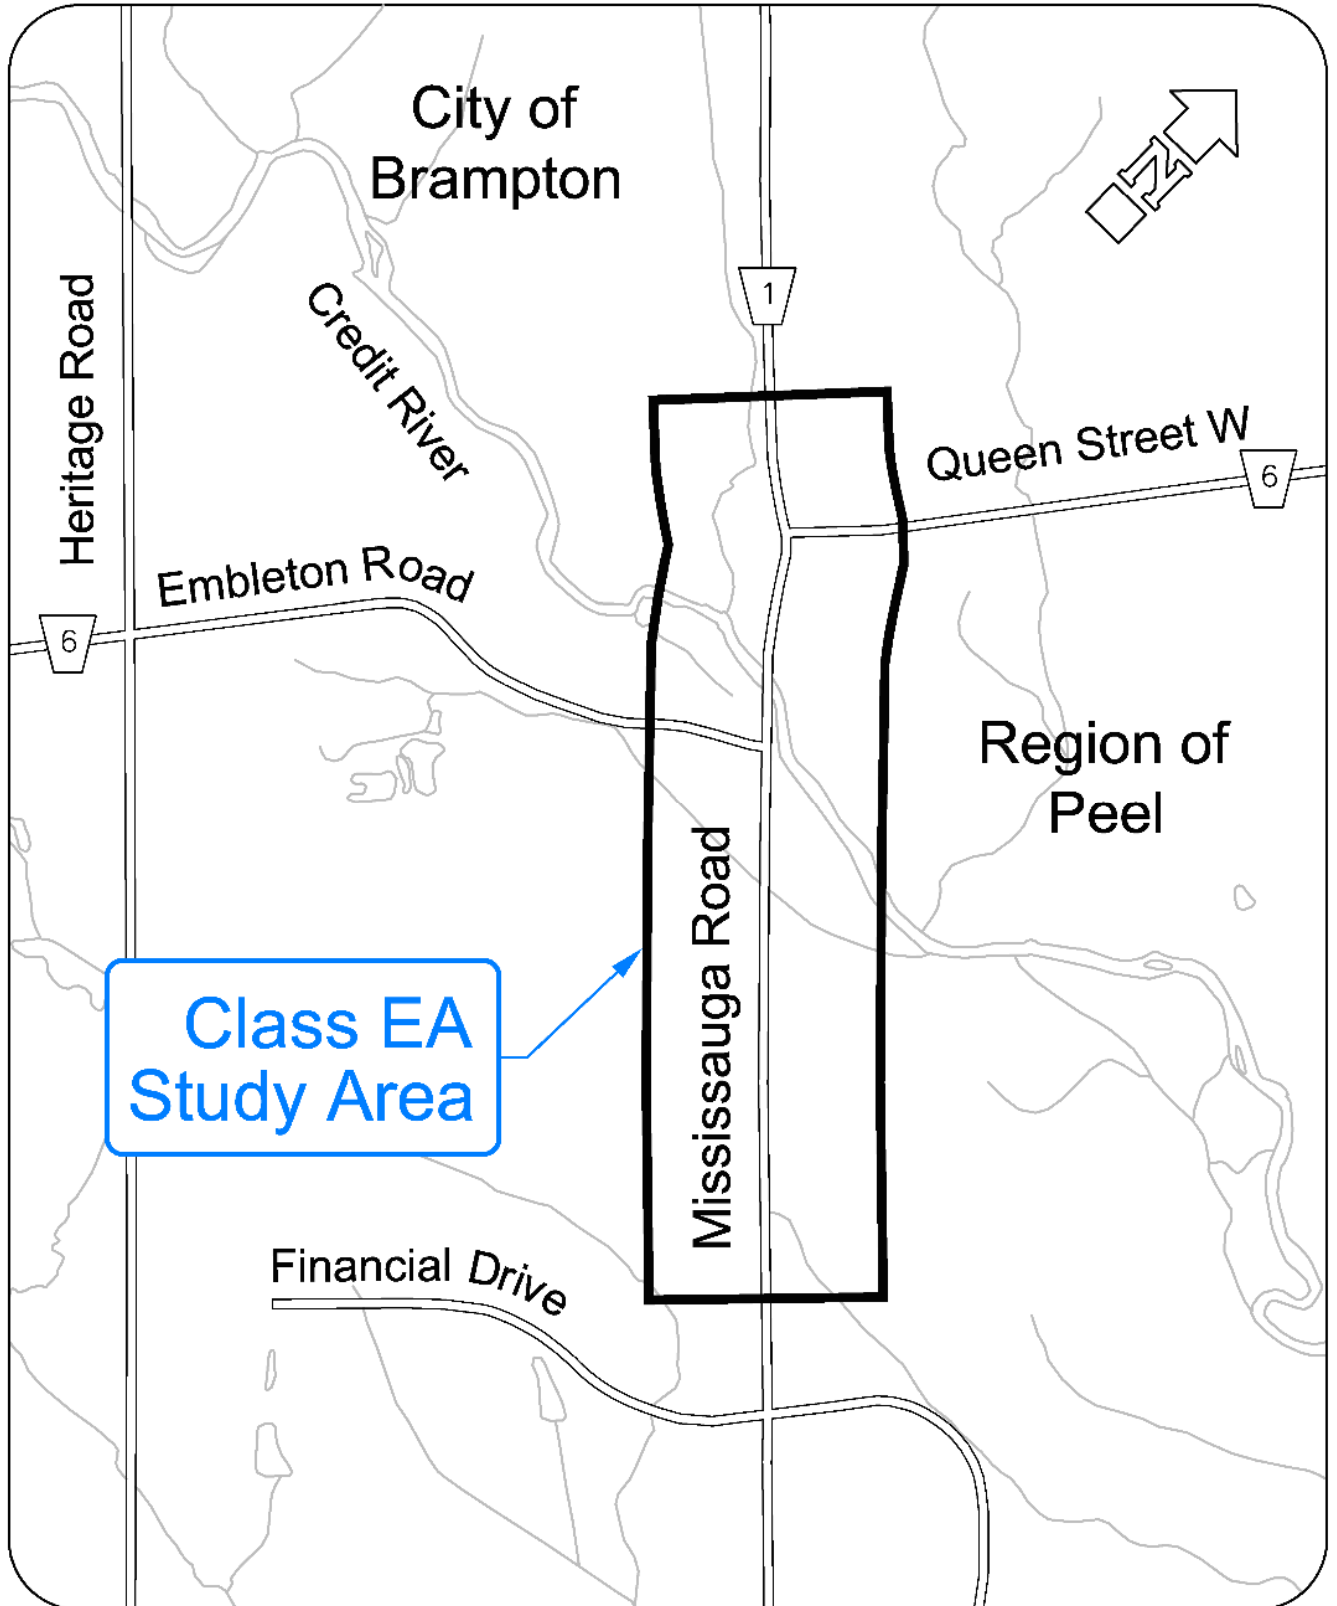 City of
Brampton
N
1
Heritage Road
Credit River
Queen Street W
6
Embleton Road
6
Region of
Peel
Mississauga Road
Class EA
Study Area
Financial Drive